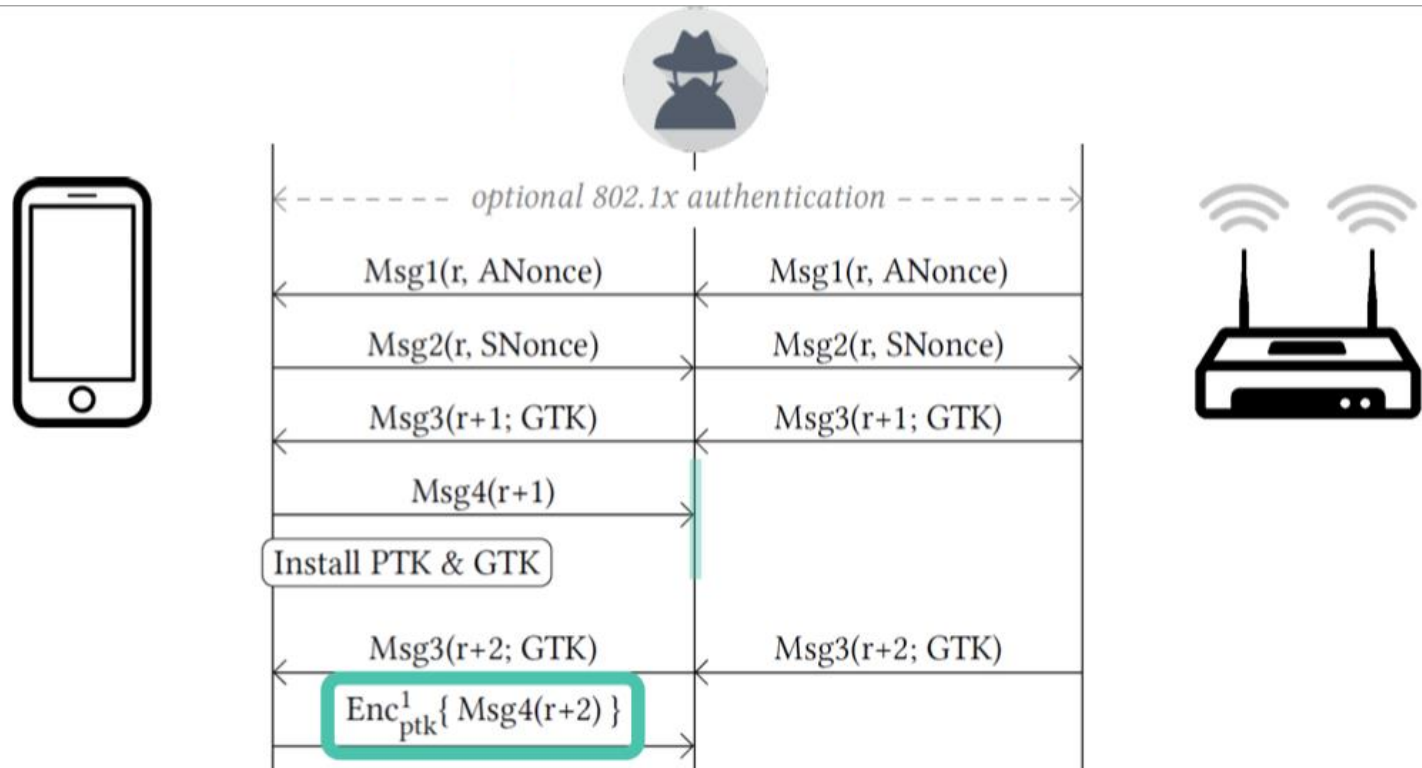 optional 802.1x authentication
Msg1(r, ANonce) Msg1(r, ANonce)
Msg2(r, SNonce) Msg2(r, SNonce)
Msg3(r+1; GTK) Msg3(r+1; GTK)
Msg4(r+1)
Install PTK & GTK
Msg3(r+2; GTK) Msg3(r+2; GTK)
Enc¹ptk{ Msg4(r+2) }